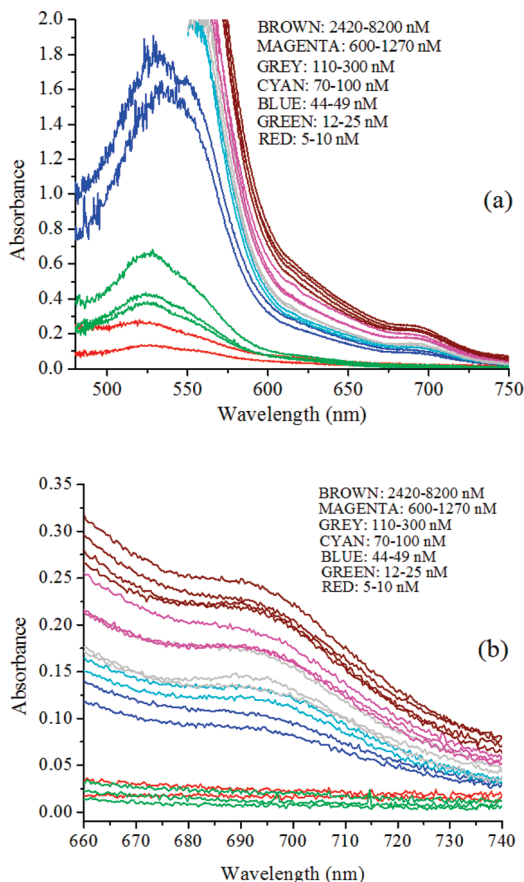 2.0
1.8
1.6
1.4
1.2
1.0
0.8
0.6
0.4
0.2
0.0
Absorbance
BROWN: 2420-8200 nM
MAGENTA: 600-1270 nM
GREY: 110-300 nM
CYAN: 70-100 nM
BLUE: 44-49 nM
GREEN: 12-25 nM
RED: 5-10 nM
(a)
500 550 600 650 700 750
Wavelength (nm)
0.35
0.30
0.25
0.20
0.15
0.10
0.05
0.00
Absorbance
BROWN: 2420-8200 nM
MAGENTA: 600-1270 nM
GREY: 110-300 nM
CYAN: 70-100 nM
BLUE: 44-49 nM
GREEN: 12-25 nM
RED: 5-10 nM
(b)
660 670 680 690 700 710 720 730 740
Wavelength (nm)